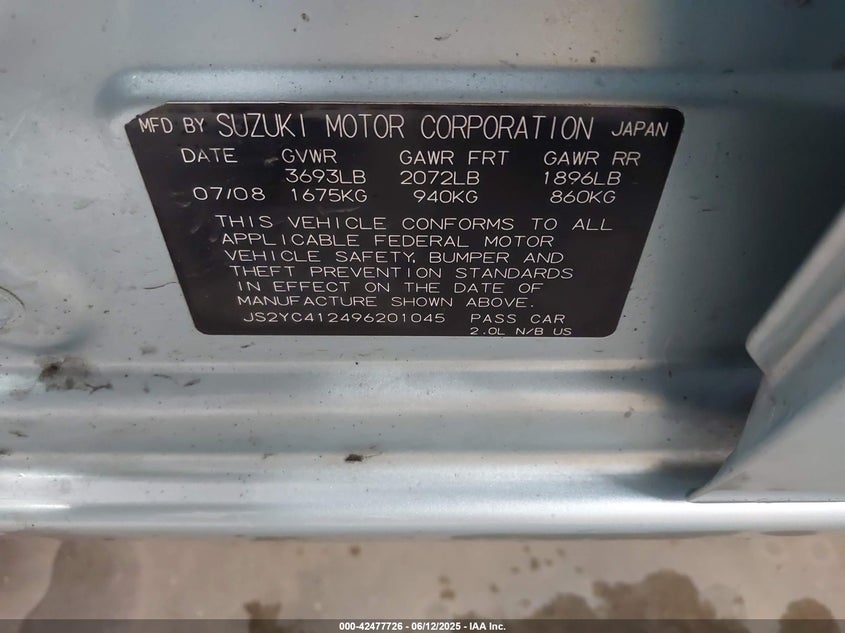 MFD BY SUZUKI MOTOR CORPORATION JAPAN
DATE GVWR GAWR FRT GAWR RR
3693LB 2072LB 1896LB
07/08 1675KG 940KG 860KG
THIS VEHICLE CONFORMS TO ALL
APPLICABLE FEDERAL MOTOR
VEHICLE SAFETY, BUMPER AND
THEFT PREVENTION STANDARDS
IN EFFECT ON THE DATE OF
MANUFACTURE SHOWN ABOVE.
JS2YC412496201045 PASS CAR
2.0L N/B US
000-42477726 - 06/12/2025 - IAA Inc.